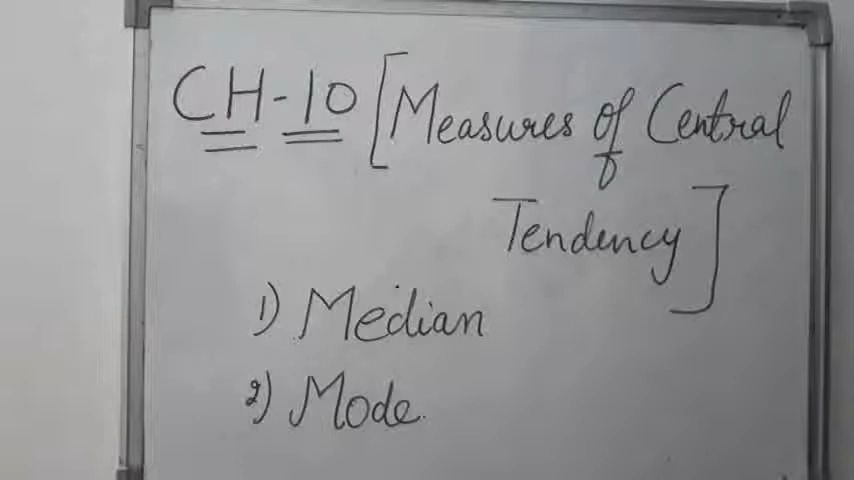 CH-10 [Measures of Central
Tendency]
1) Median
2) Mode.